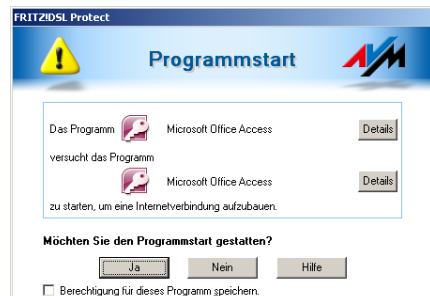 FRITZ!DSL Protect
Programmstart
AVM
Das Programm Microsoft Office Access Details
versucht das Programm
Microsoft Office Access Details
zu starten, um eine Internetverbindung aufzubauen.
Möchten Sie den Programmstart gestatten?
Ja Nein Hilfe
Berechtigung für dieses Programm speichern.